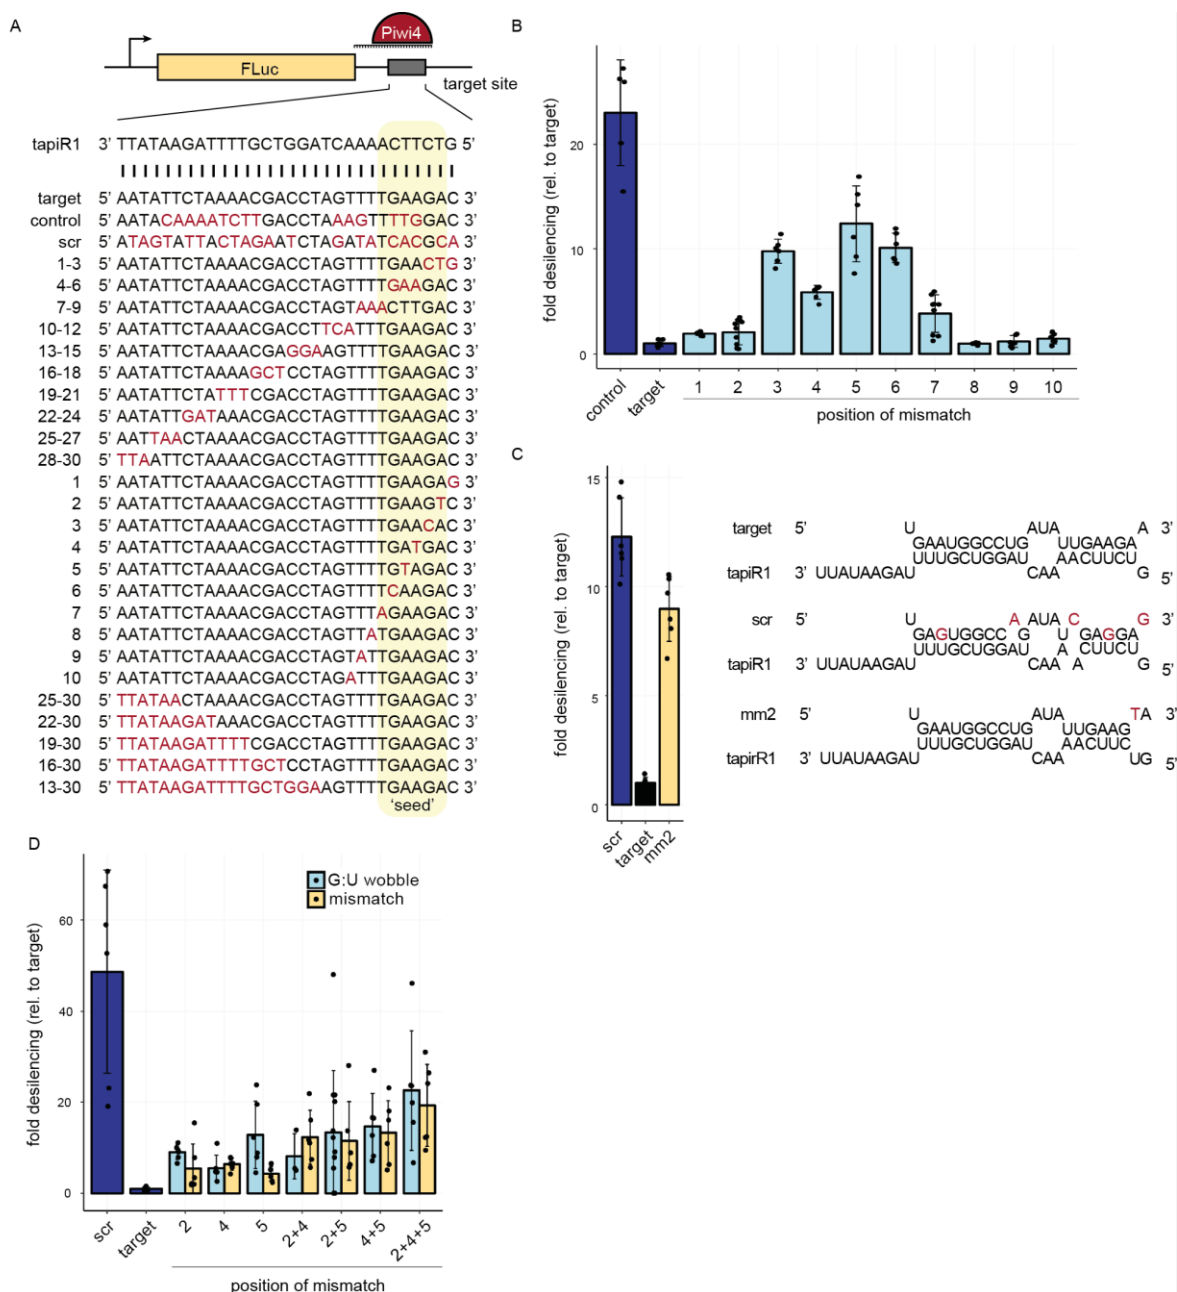 A
Piwi4
FLuc
target site
tapiR1 3' TTATAAGATTTTGCTGGATCAAAACTTCTG 5'
target 5' AATATTCTAAAACGACCTAGTTTTGAAGAC 3'
control 5' AATACAAAATCTTGACCTAAAGTTTTGGAC 3'
scr 5' ATAGTATTACTAGAATCTAGATATCACGCA 3'
1-3 5' AATATTCTAAAACGACCTAGTTTTGAACTG 3'
4-6 5' AATATTCTAAAACGACCTAGTTTTGAAGAC 3'
7-9 5' AATATTCTAAAACGACCTAGTAAACTTGAC 3'
10-12 5' AATATTCTAAAACGACCTTCATTTGAAGAC 3'
13-15 5' AATATTCTAAAACGAGGAAGTTTTGAAGAC 3'
16-18 5' AATATTCTAAAAGCTCCTAGTTTTGAAGAC 3'
19-21 5' AATATTCTATTTCGACCTAGTTTTGAAGAC 3'
22-24 5' AATATTGATAAACGACCTAGTTTTGAAGAC 3'
25-27 5' AATTAACTAAAACGACCTAGTTTTGAAGAC 3'
28-30 5' TTAATTCTAAAACGACCTAGTTTTGAAGAC 3'
1 5' AATATTCTAAAACGACCTAGTTTTGAAGAG 3'
2 5' AATATTCTAAAACGACCTAGTTTTGAAGTC 3'
3 5' AATATTCTAAAACGACCTAGTTTTGAACAC 3'
4 5' AATATTCTAAAACGACCTAGTTTTGATGAC 3'
5 5' AATATTCTAAAACGACCTAGTTTTGTAGAC 3'
6 5' AATATTCTAAAACGACCTAGTTTTCAAGAC 3'
7 5' AATATTCTAAAACGACCTAGTTTAGAAGAC 3'
8 5' AATATTCTAAAACGACCTAGTTATGAAGAC 3'
9 5' AATATTCTAAAACGACCTAGTATTGAAGAC 3'
10 5' AATATTCTAAAACGACCTAGATTTGAAGAC 3'
25-30 5' TTATAACTAAAACGACCTAGTTTTGAAGAC 3'
22-30 5' TTATAAGATAAACGACCTAGTTTTGAAGAC 3'
19-30 5' TTATAAGATTTTCGACCTAGTTTTGAAGAC 3'
16-30 5' TTATAAGATTTTGCTCCTAGTTTTGAAGAC 3'
13-30 5' TTATAAGATTTTGCTGGAAGTTTTGAAGAC 3'
'seed'
B
fold desilencing (rel. to target)
20
10
0
control target 1 2 3 4 5 6 7 8 9 10
position of mismatch
C
fold desilencing (rel. to target)
15
10
5
0
scr target mm2
target 5' U AUA A 3'
GAAUGGCCUG UUGAAGA
UUUGCUGGAU AACUUCU
tapiR1 3' UUAUAAGAU CAA G 5'
scr 5' U A AUA C G 3'
GAGUGGCC G U GAGGA
UUUGCUGGAU A CUUCU
tapiR1 3' UUAUAAGAU CAA A G 5'
mm2 5' U AUA TA 3'
GAAUGGCCUG UUGAAG
UUUGCUGGAU AACUUC
tapirR1 3' UUAUAAGAU CAA UG 5'
D
G:U wobble
mismatch
fold desilencing (rel. to target)
60
40
20
0
scr target 2 4 5 2+4 2+5 4+5 2+4+5
position of mismatch